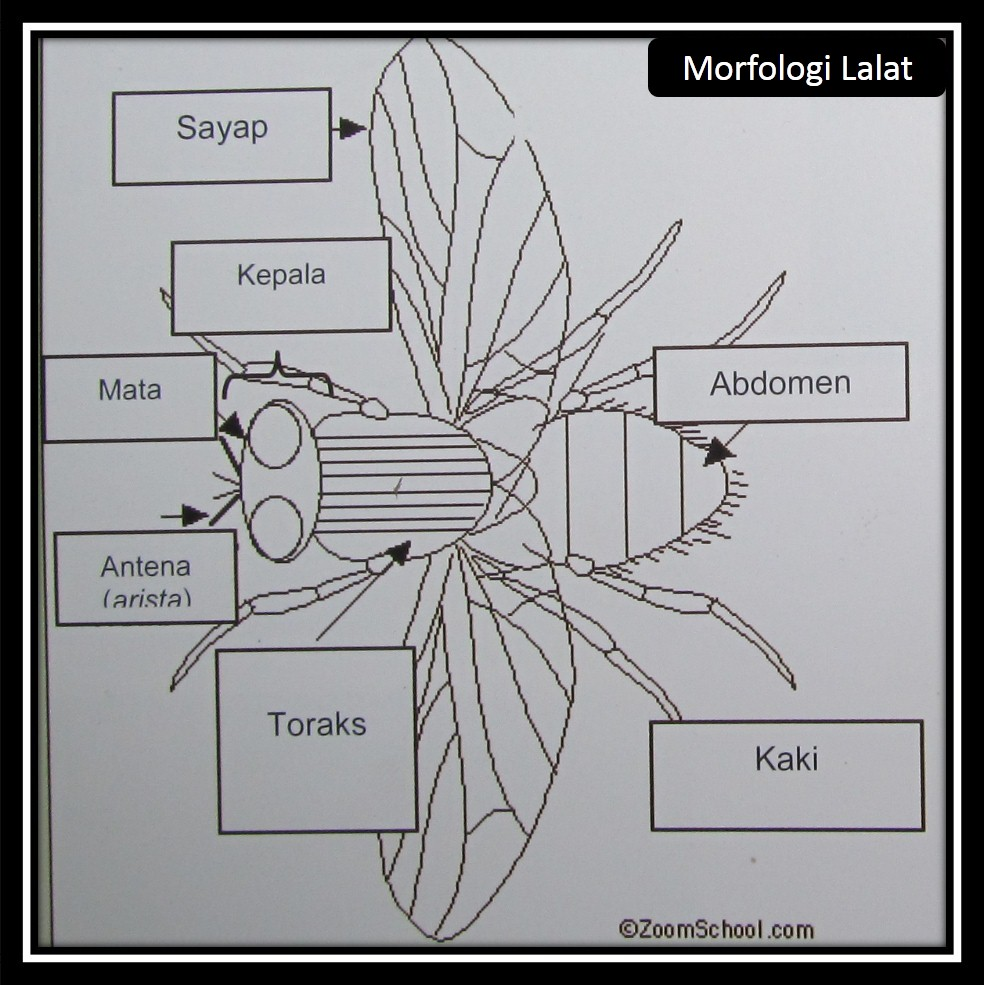 Morfologi Lalat
Sayap
Kepala
Mata
Abdomen
Antena
(arista)
Toraks
Kaki
©ZoomSchool.com